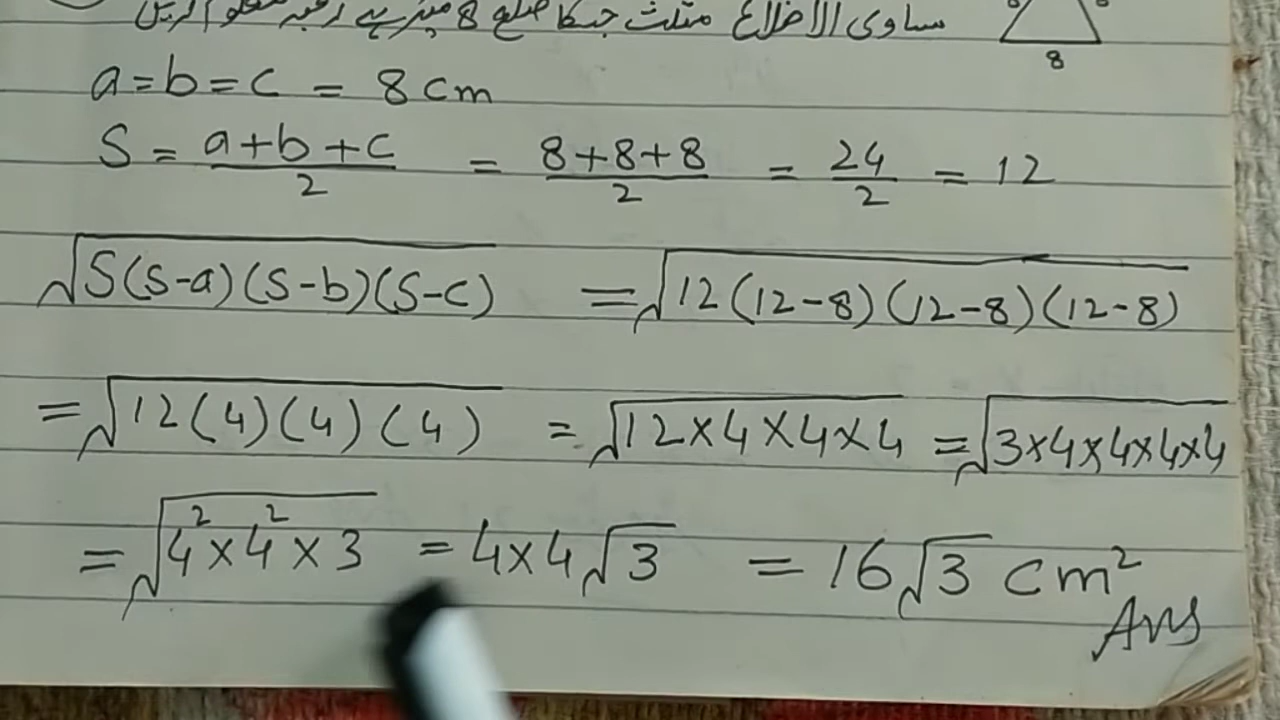 مساوی الاضلاع مثلث جسکا ضلع 8 میٹر ہے رقبہ معلوم کریں
8
a = b = c = 8 cm
S = (a+b+c)/2 = (8+8+8)/2 = 24/2 = 12
√(S(S-a)(S-b)(S-c)) = √(12(12-8)(12-8)(12-8))
= √(12(4)(4)(4)) = √(12×4×4×4) = √(3×4×4×4×4)
= √(4²×4²×3) = 4×4√3 = 16√3 cm²
Ans